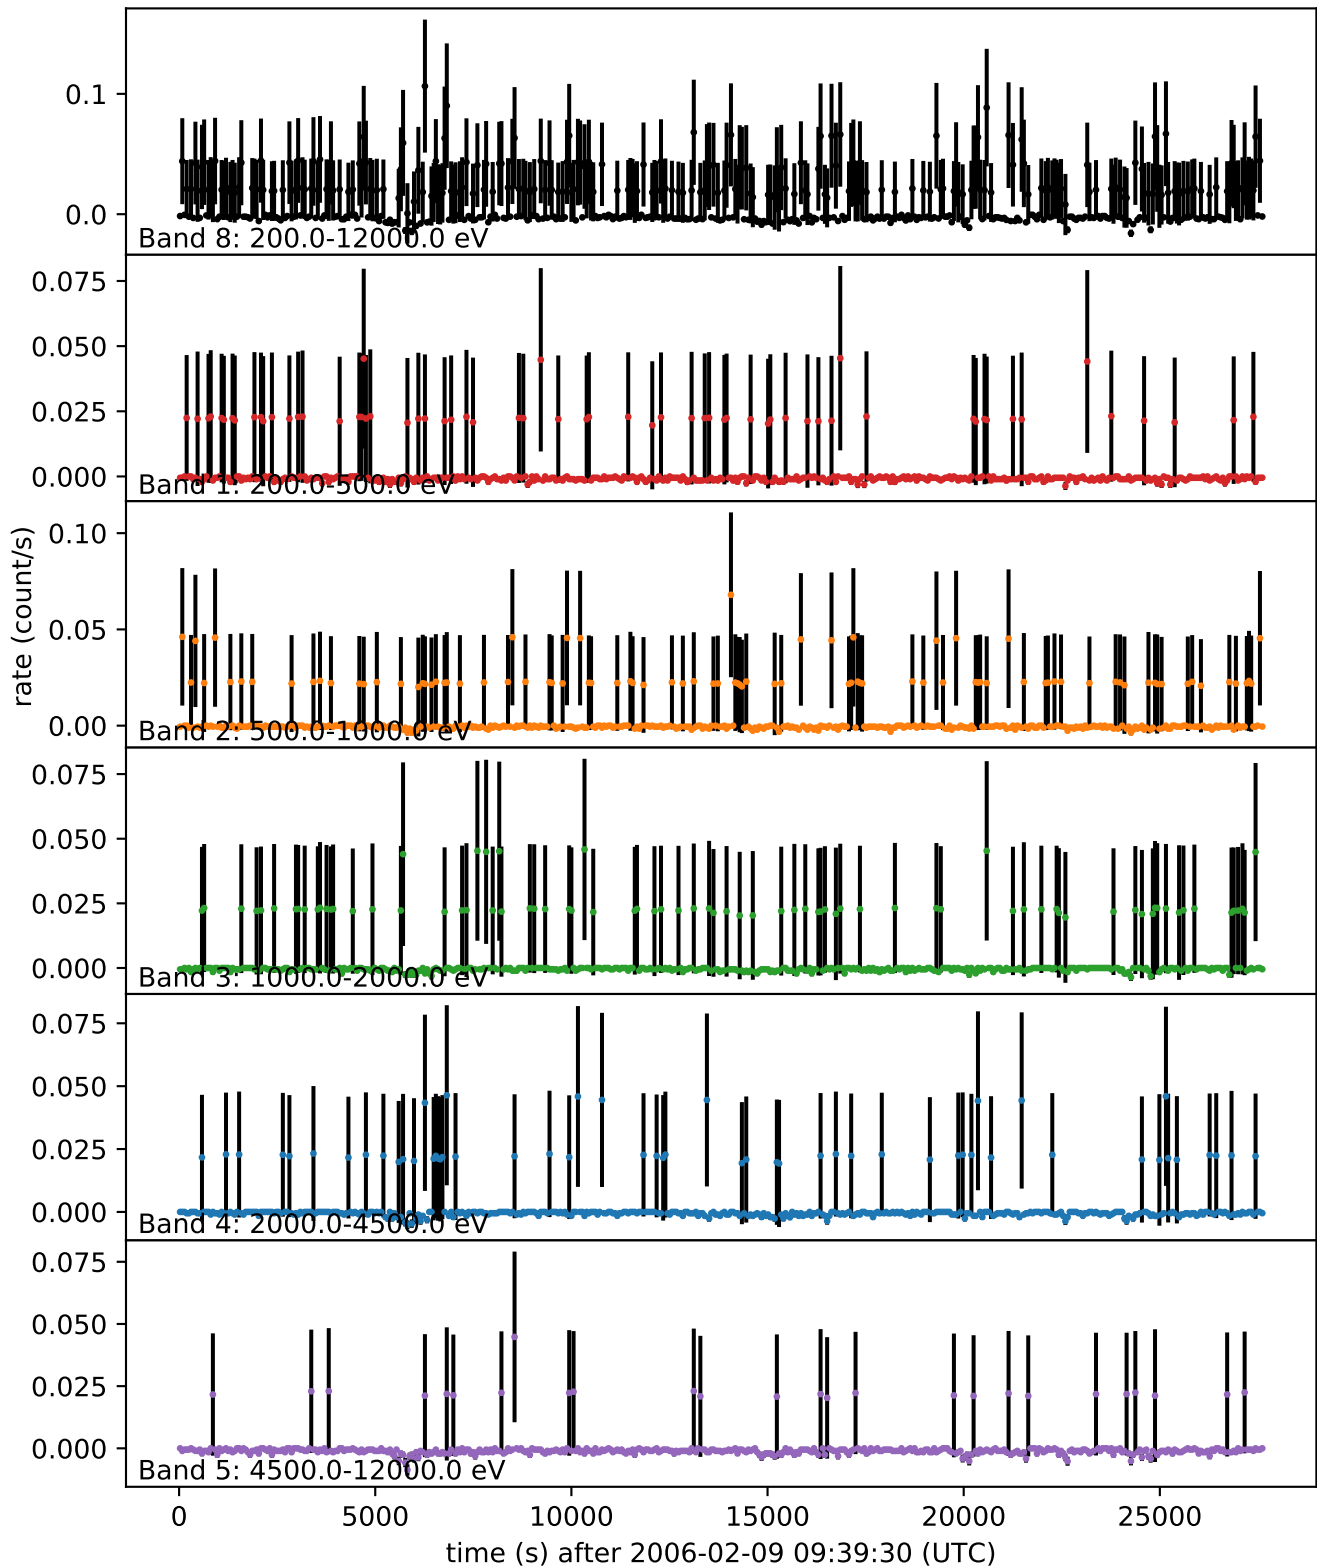 0.1
0.0
Band 8: 200.0-12000.0 eV
0.075
0.050
0.025
0.000
Band 1: 200.0-500.0 eV
rate (count/s)
0.10
0.05
0.00
Band 2: 500.0-1000.0 eV
0.075
0.050
0.025
0.000
Band 3: 1000.0-2000.0 eV
0.075
0.050
0.025
0.000
Band 4: 2000.0-4500.0 eV
0.075
0.050
0.025
0.000
Band 5: 4500.0-12000.0 eV
0 5000 10000 15000 20000 25000
time (s) after 2006-02-09 09:39:30 (UTC)